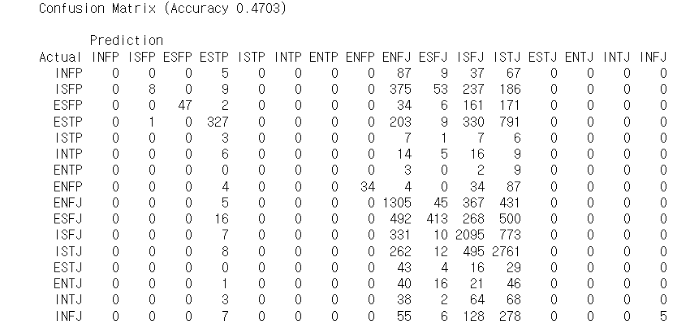 Confusion Matrix (Accuracy 0.4703)
Prediction
Actual INFP ISFP ESFP ESTP ISTP INTP ENTP ENFP ENFJ ESFJ ISFJ ISTJ ESTJ ENTJ INTJ INFJ
INFP 0 0 0 5 0 0 0 0 87 9 37 67 0 0 0 0
ISFP 0 8 0 9 0 0 0 0 375 53 237 186 0 0 0 0
ESFP 0 0 47 2 0 0 0 0 34 6 161 171 0 0 0 0
ESTP 0 1 0 327 0 0 0 0 203 9 330 791 0 0 0 0
ISTP 0 0 0 3 0 0 0 0 7 1 7 6 0 0 0 0
INTP 0 0 0 6 0 0 0 0 14 5 16 9 0 0 0 0
ENTP 0 0 0 0 0 0 0 0 3 0 2 9 0 0 0 0
ENFP 0 0 0 4 0 0 0 34 4 0 34 87 0 0 0 0
ENFJ 0 0 0 5 0 0 0 0 1305 45 367 431 0 0 0 0
ESFJ 0 0 0 16 0 0 0 0 492 413 268 500 0 0 0 0
ISFJ 0 0 0 7 0 0 0 0 331 10 2095 773 0 0 0 0
ISTJ 0 0 0 8 0 0 0 0 262 12 495 2761 0 0 0 0
ESTJ 0 0 0 0 0 0 0 0 43 4 16 29 0 0 0 0
ENTJ 0 0 0 1 0 0 0 0 40 16 21 46 0 0 0 0
INTJ 0 0 0 3 0 0 0 0 38 2 64 68 0 0 0 0
INFJ 0 0 0 7 0 0 0 0 55 6 128 278 0 0 0 5